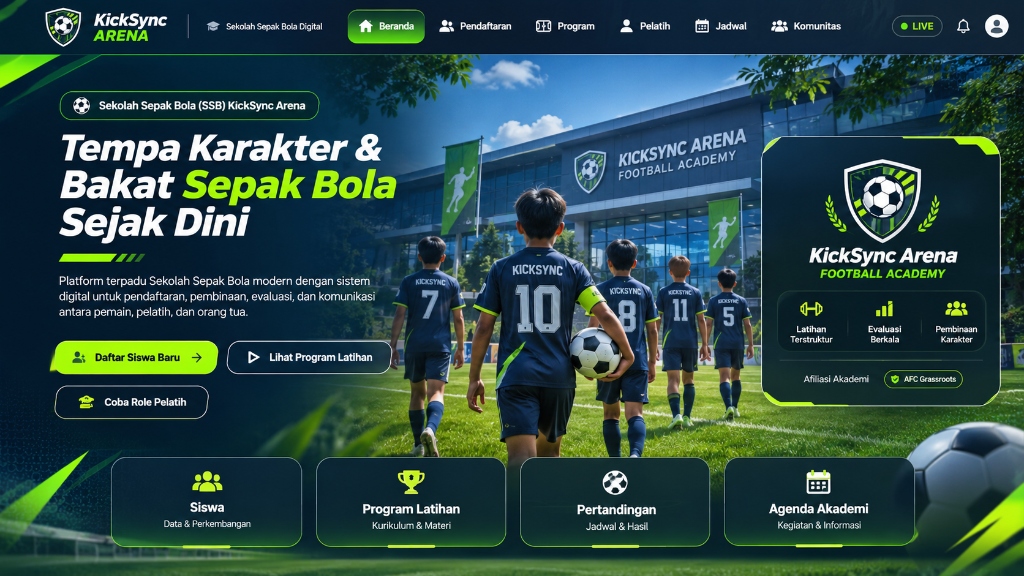 KickSync
ARENA
Sekolah Sepak Bola Digital
Beranda
Pendaftaran
Program
Pelatih
Jadwal
Komunitas
LIVE
Sekolah Sepak Bola (SSB) KickSync Arena
Tempa Karakter &
Bakat Sepak Bola
Sejak Dini
Platform terpadu Sekolah Sepak Bola modern dengan sistem
digital untuk pendaftaran, pembinaan, evaluasi, dan komunikasi
antara pemain, pelatih, dan orang tua.
Daftar Siswa Baru
Lihat Program Latihan
Coba Role Pelatih
KICKSYNC ARENA
FOOTBALL ACADEMY
KICKSYNC
7
KICKSYNC
10
KICKSYNC
8
KICKSYNC
11
KICKSYNC
5
KickSync Arena
FOOTBALL ACADEMY
Latihan
Terstruktur
Evaluasi
Berkala
Pembinaan
Karakter
Afiliasi Akademi
AFC Grassroots
Siswa
Data & Perkembangan
Program Latihan
Kurikulum & Materi
Pertandingan
Jadwal & Hasil
Agenda Akademi
Kegiatan & Informasi